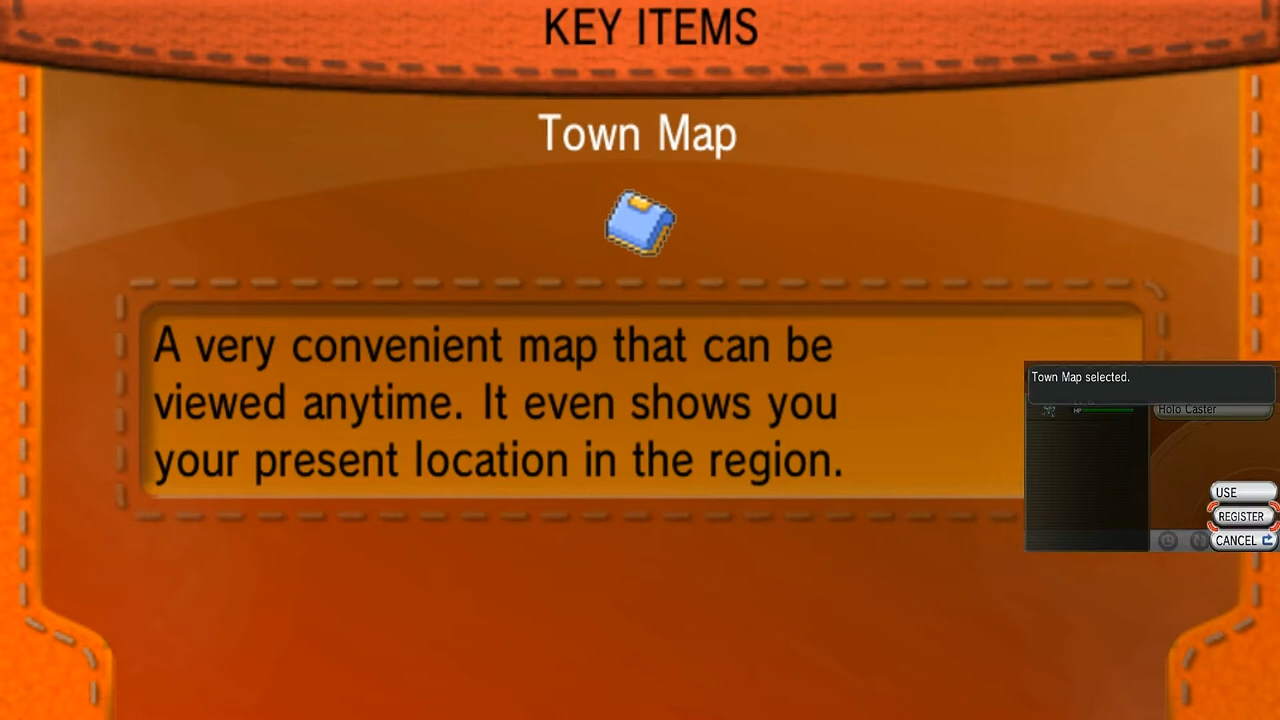 KEY ITEMS
Town Map
A very convenient map that can be
viewed anytime. It even shows you
your present location in the region.
Town Map selected.
HP
Holo Caster
USE
REGISTER
CANCEL